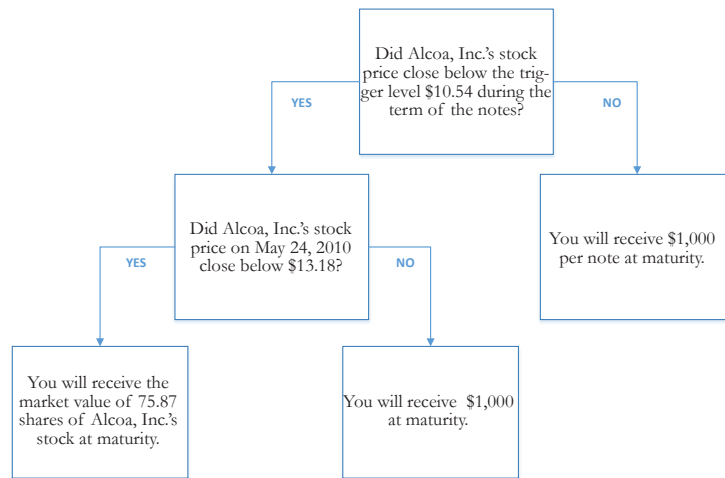 Did Alcoa, Inc.'s stock
price close below the trig-
ger level $10.54 during the
term of the notes?
YES
NO
Did Alcoa, Inc.'s stock
price on May 24, 2010
close below $13.18?
You will receive $1,000
per note at maturity.
YES
NO
You will receive the
market value of 75.87
shares of Alcoa, Inc.'s
stock at maturity.
You will receive $1,000
at maturity.